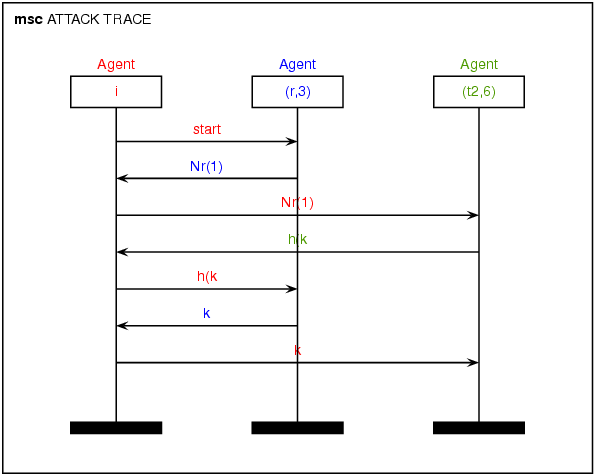 msc ATTACK TRACE
Agent Agent Agent
i (r,3) (t2,6)
start
Nr(1)
Nr(1)
h(k
h(k
k
k